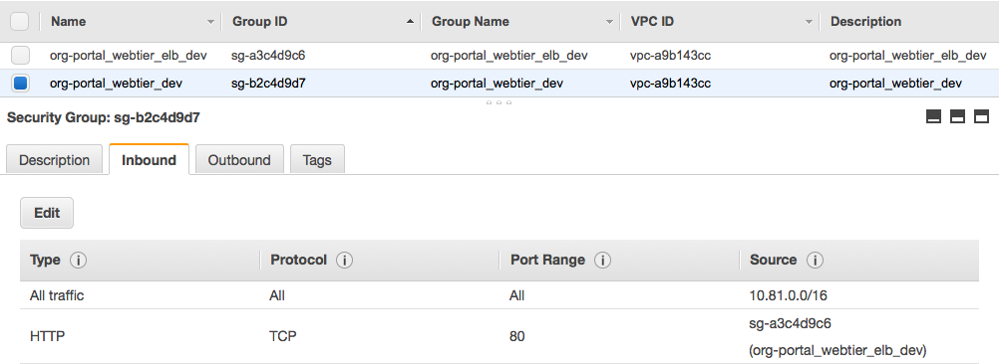 Name Group ID Group Name VPC ID Description
org-portal_webtier_elb_dev sg-a3c4d9c6 org-portal_webtier_elb_dev vpc-a9b143cc org-portal_webtier_elb_dev
org-portal_webtier_dev sg-b2c4d9d7 org-portal_webtier_dev vpc-a9b143cc org-portal_webtier_dev
Security Group: sg-b2c4d9d7
Description Inbound Outbound Tags
Edit
Type i Protocol i Port Range i Source i
All traffic All All 10.81.0.0/16
HTTP TCP 80 sg-a3c4d9c6
(org-portal_webtier_elb_dev)